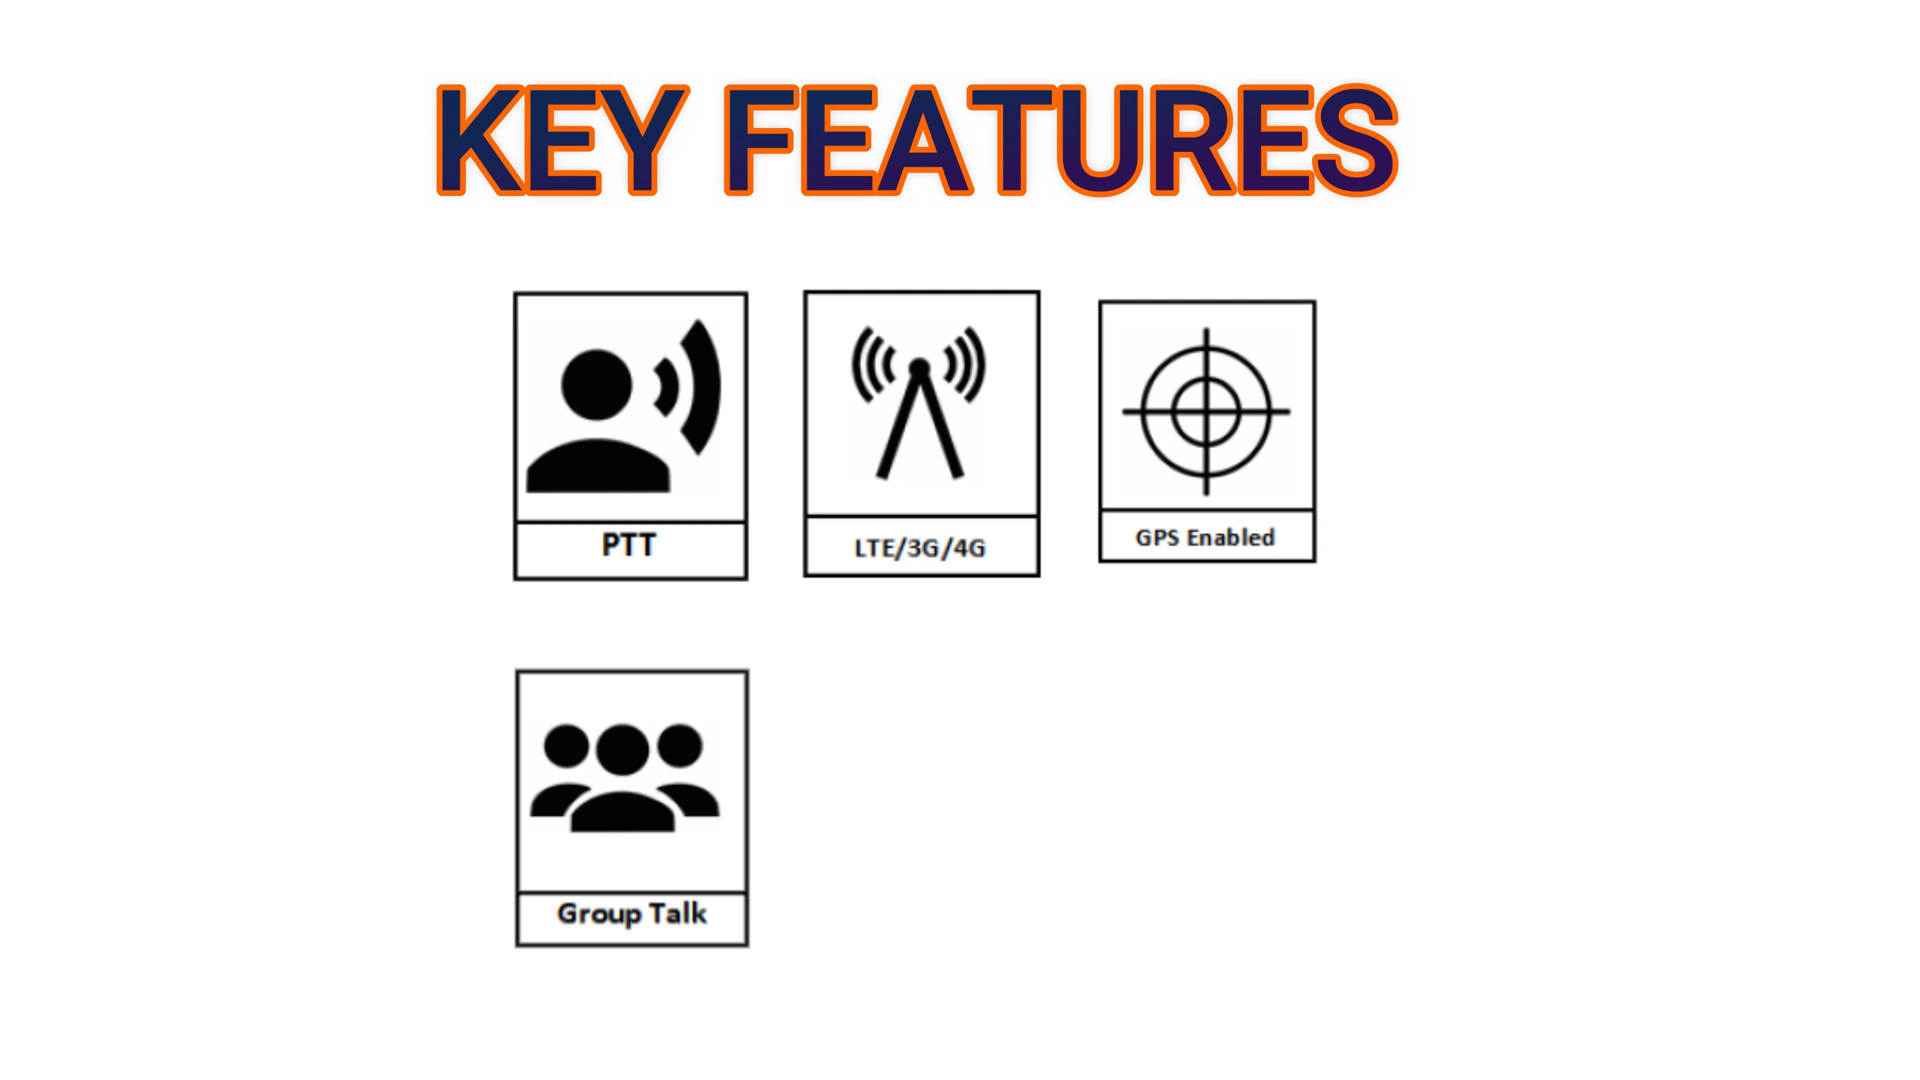 KEY FEATURES
PTT
LTE/3G/4G
GPS Enabled
Group Talk